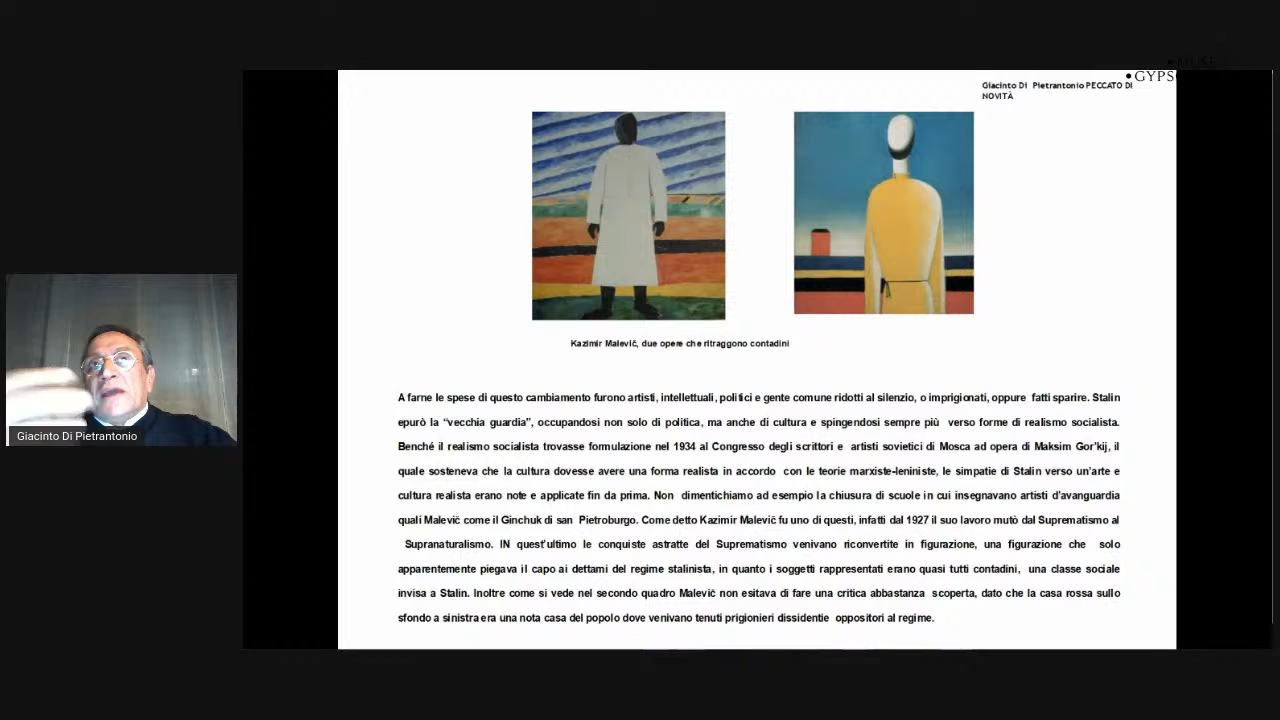 GYPS
Giacinto Di Pietrantonio PECCATO DI
NOVITÀ
Kazimir Malevič, due opere che ritraggono contadini
A farne le spese di questo cambiamento furono artisti, intellettuali, politici e gente comune ridotti al silenzio, o imprigionati, oppure fatti sparire. Stalin
epurò la “vecchia guardia”, occupandosi non solo di politica, ma anche di cultura e spingendosi sempre più verso forme di realismo socialista.
Benché il realismo socialista trovasse formulazione nel 1934 al Congresso degli scrittori e artisti sovietici di Mosca ad opera di Maksim Gor’kij, il
quale sosteneva che la cultura dovesse avere una forma realista in accordo con le teorie marxiste-leniniste, le simpatie di Stalin verso un’arte e
cultura realista erano note e applicate fin da prima. Non dimentichiamo ad esempio la chiusura di scuole in cui insegnavano artisti d’avanguardia
quali Malevič come il Ginchuk di san Pietroburgo. Come detto Kazimir Malevič fu uno di questi, infatti dal 1927 il suo lavoro mutò dal Suprematismo al
Supranaturalismo. IN quest’ultimo le conquiste astratte del Suprematismo venivano riconvertite in figurazione, una figurazione che solo
apparentemente piegava il capo ai dettami del regime stalinista, in quanto i soggetti rappresentati erano quasi tutti contadini, una classe sociale
invisa a Stalin. Inoltre come si vede nel secondo quadro Malevič non esitava di fare una critica abbastanza scoperta, dato che la casa rossa sullo
sfondo a sinistra era una nota casa del popolo dove venivano tenuti prigionieri dissidentie oppositori al regime.
Giacinto Di Pietrantonio